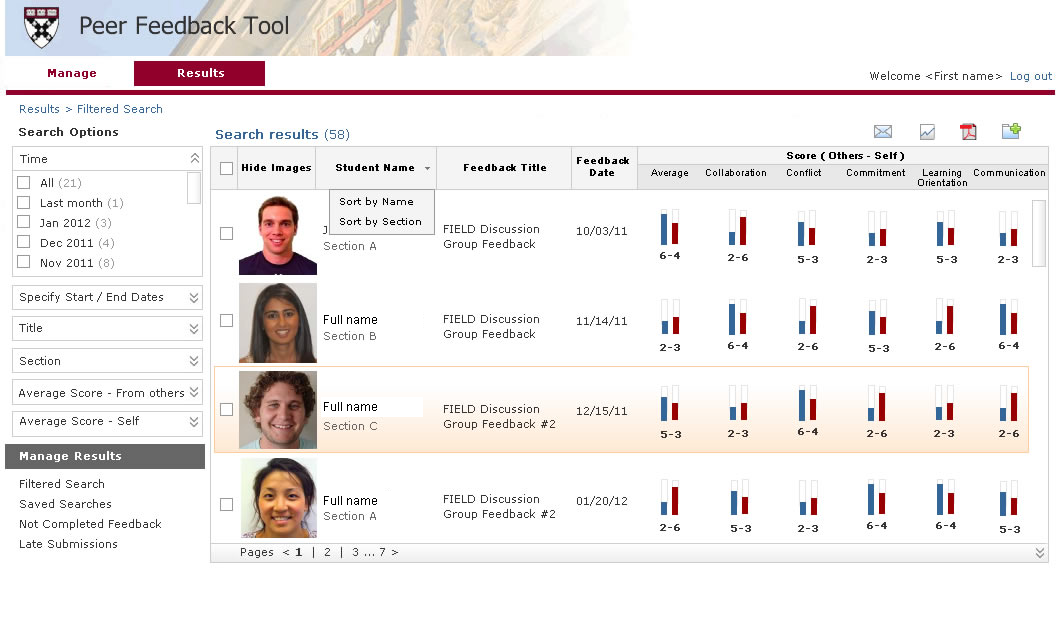 Peer Feedback Tool
Manage
Results
Welcome <First name> Log out
Results > Filtered Search
Search Options
Time
All (21)
Last month (1)
Jan 2012 (3)
Dec 2011 (4)
Nov 2011 (8)
Specify Start / End Dates
Title
Section
Average Score - From others
Average Score - Self
Manage Results
Filtered Search
Saved Searches
Not Completed Feedback
Late Submissions
Search results (58)
Hide Images
Student Name
Feedback Title
Feedback
Date
Score ( Others - Self )
Average
Collaboration
Conflict
Commitment
Learning
Orientation
Communication
Sort by Name
Sort by Section
Section A
FIELD Discussion
Group Feedback
10/03/11
6-4 2-6 5-3 2-3 5-3 2-3
Full name
Section B
FIELD Discussion
Group Feedback
11/14/11
2-3 6-4 2-6 5-3 2-6 6-4
Full name
Section C
FIELD Discussion
Group Feedback #2
12/15/11
5-3 2-3 6-4 2-6 2-3 2-6
Full name
Section A
FIELD Discussion
Group Feedback #2
01/20/12
2-6 5-3 2-3 6-4 6-4 5-3
Pages < 1 | 2 | 3 ... 7 >